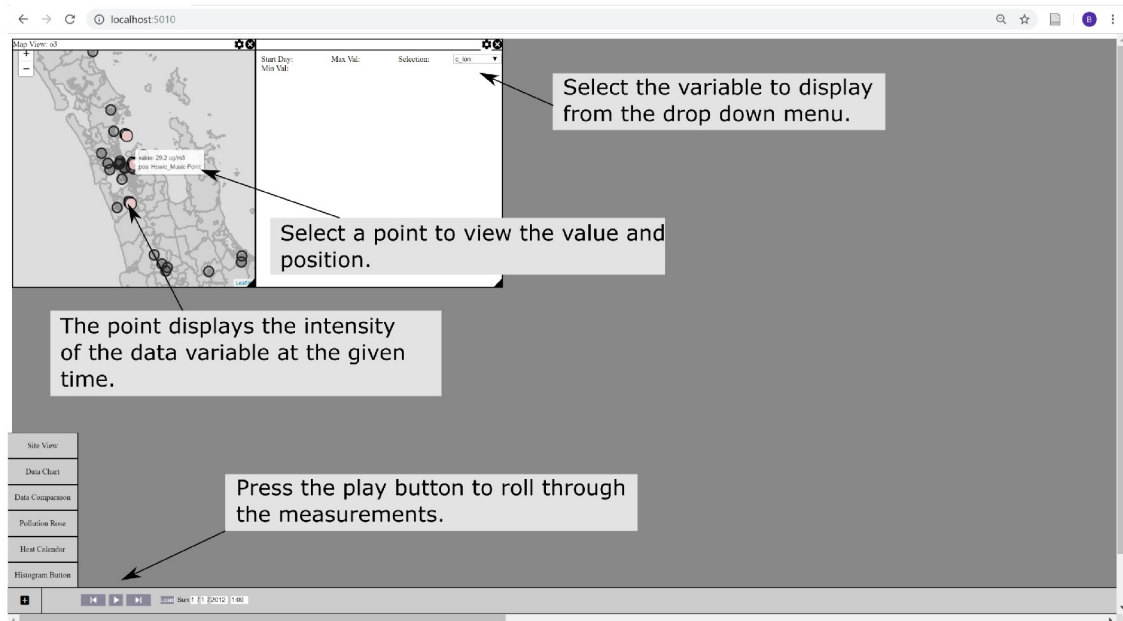 localhost:5010
B
Map View: o3
+
−
Start Day:
Max Val:
Selection:
c_lon
Min Val:
Select the variable to display
from the drop down menu.
value: 29.2 ug/m3
pos: Howic_Music Point
Select a point to view the value and
position.
Leaflet
The point displays the intensity
of the data variable at the given
time.
Site View
Data Chart
Data Comparason
Pollution Rose
Heat Calendar
Histogram Button
Press the play button to roll through
the measurements.
Sun 1 / 1 /2012 1:00